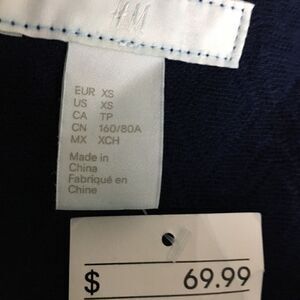 H&M
EUR XS
US XS
CA TP
CN 160/80A
MX XCH
Made in
China
Fabriqué en
Chine
$ 69.99